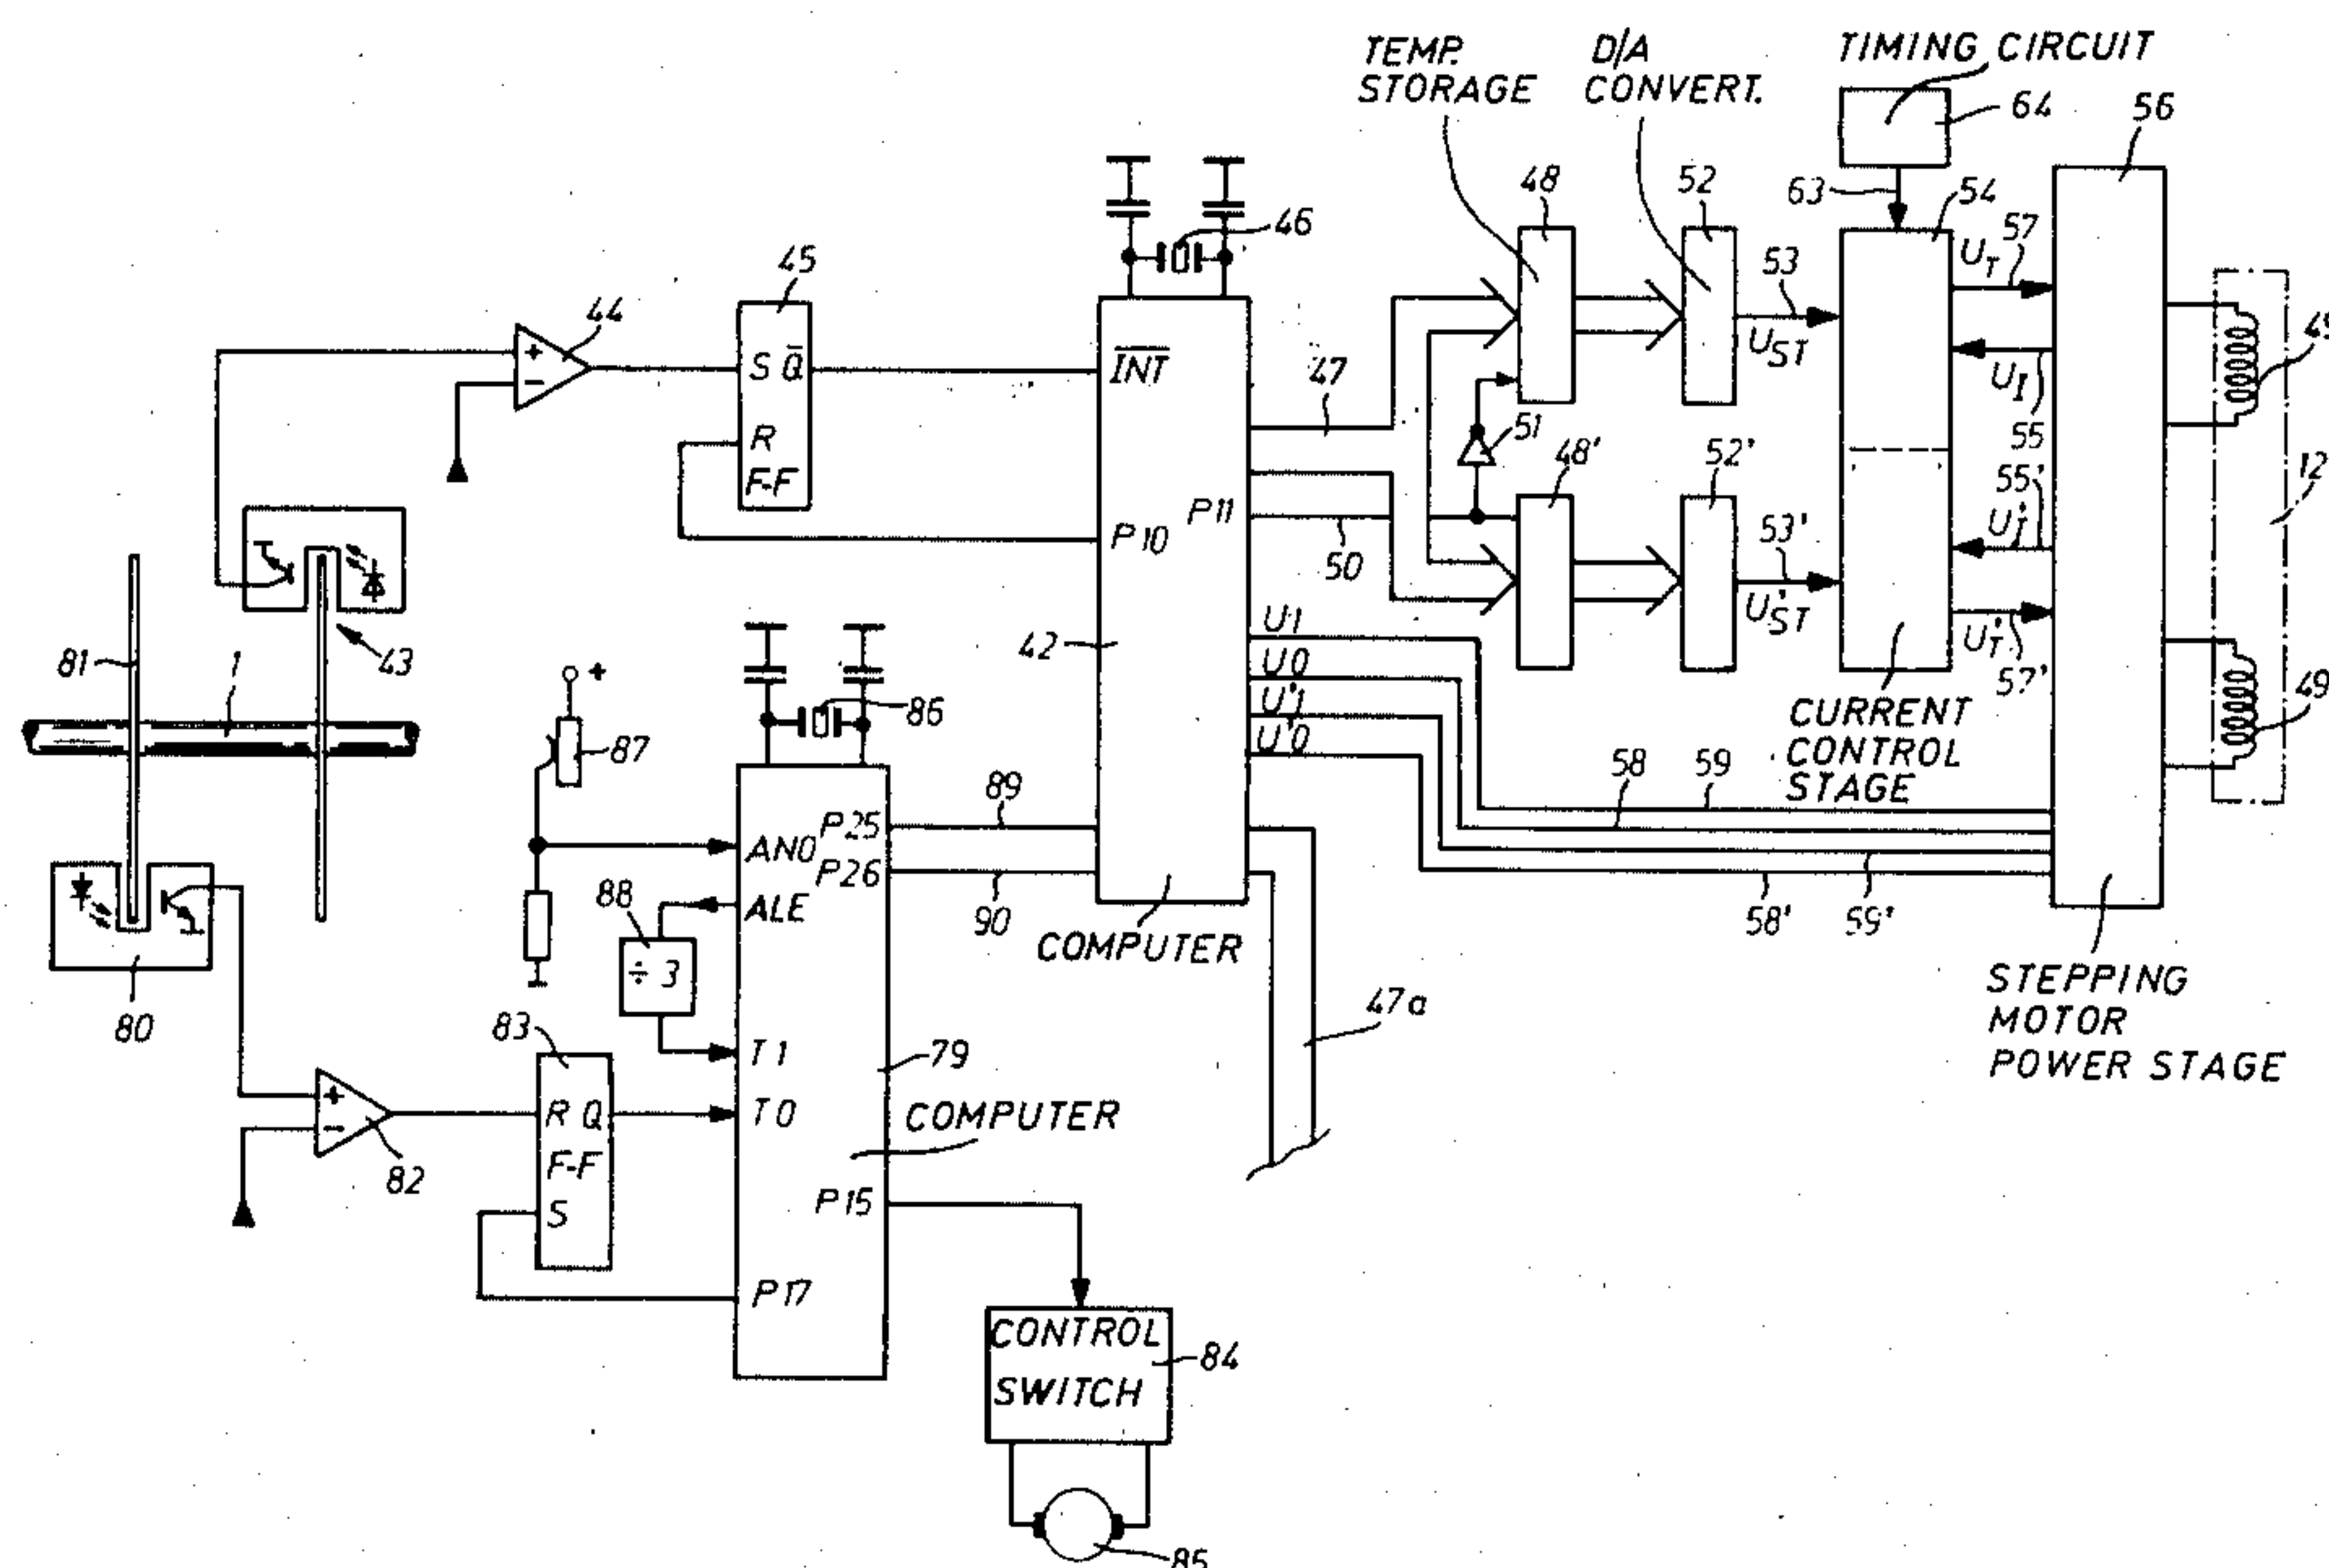 TEMP.
STORAGE
D/A
CONVERT.
TIMING CIRCUIT
64
56
63
54
48
52
57
46
45
44
53
U_T
S Q̅
INT̅
47
U_ST
U_I
R
F-F
51
55
48'
52'
55'
12
P11
P10
50
53'
U'_I
U'_ST
U'_T
57'
43
81
1
42
U1
U0
U'1
U'0
86
+
87
CURRENT
CONTROL
STAGE
58
59
89
P25
AN0
P26
88
ALE
90
58'
59'
÷ 3
COMPUTER
STEPPING
MOTOR
POWER STAGE
80
47a
83
T1
79
+
-
R Q
T0
COMPUTER
F-F
82
S
P15
P17
CONTROL
SWITCH
84
85